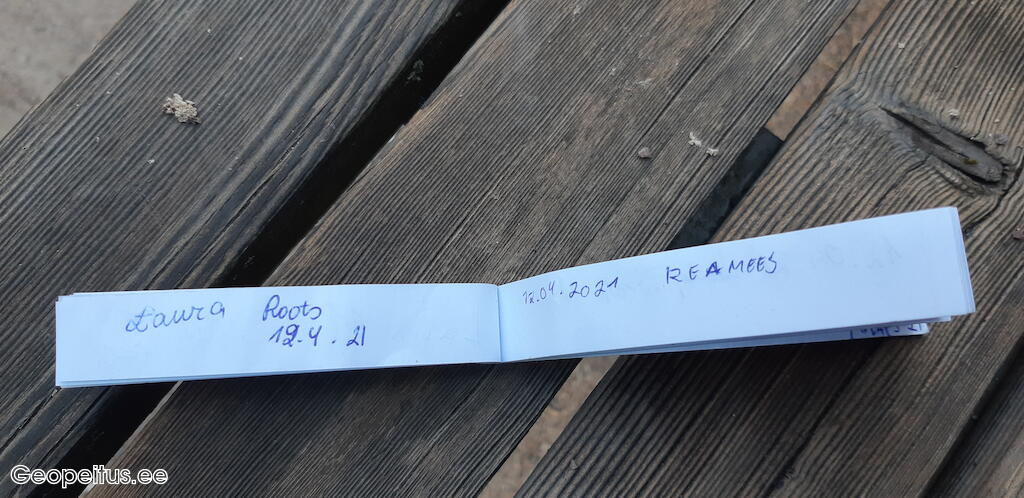 Laura Roots
12.4.21
12.04.2021 REAMEES
Geopeitus.ee